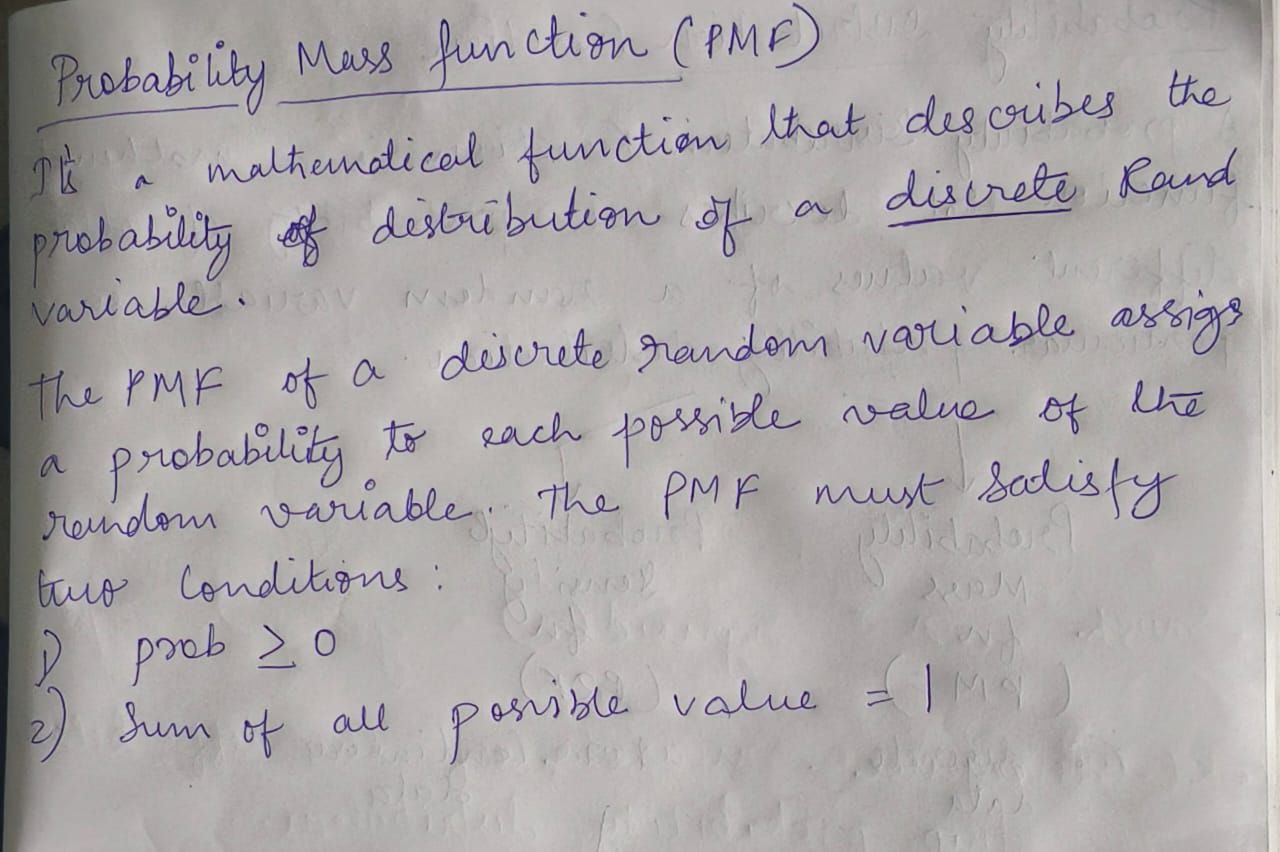 Probability Mass function (PMF)
It's a mathematical function that describes the
probability of distribution of a discrete Rand
variable.
The PMF of a discrete random variable assigs
a probability to each possible value of the
random variable. The PMF must satisfy
two Conditions:
1) prob ≥ 0
2) Sum of all possible value = 1